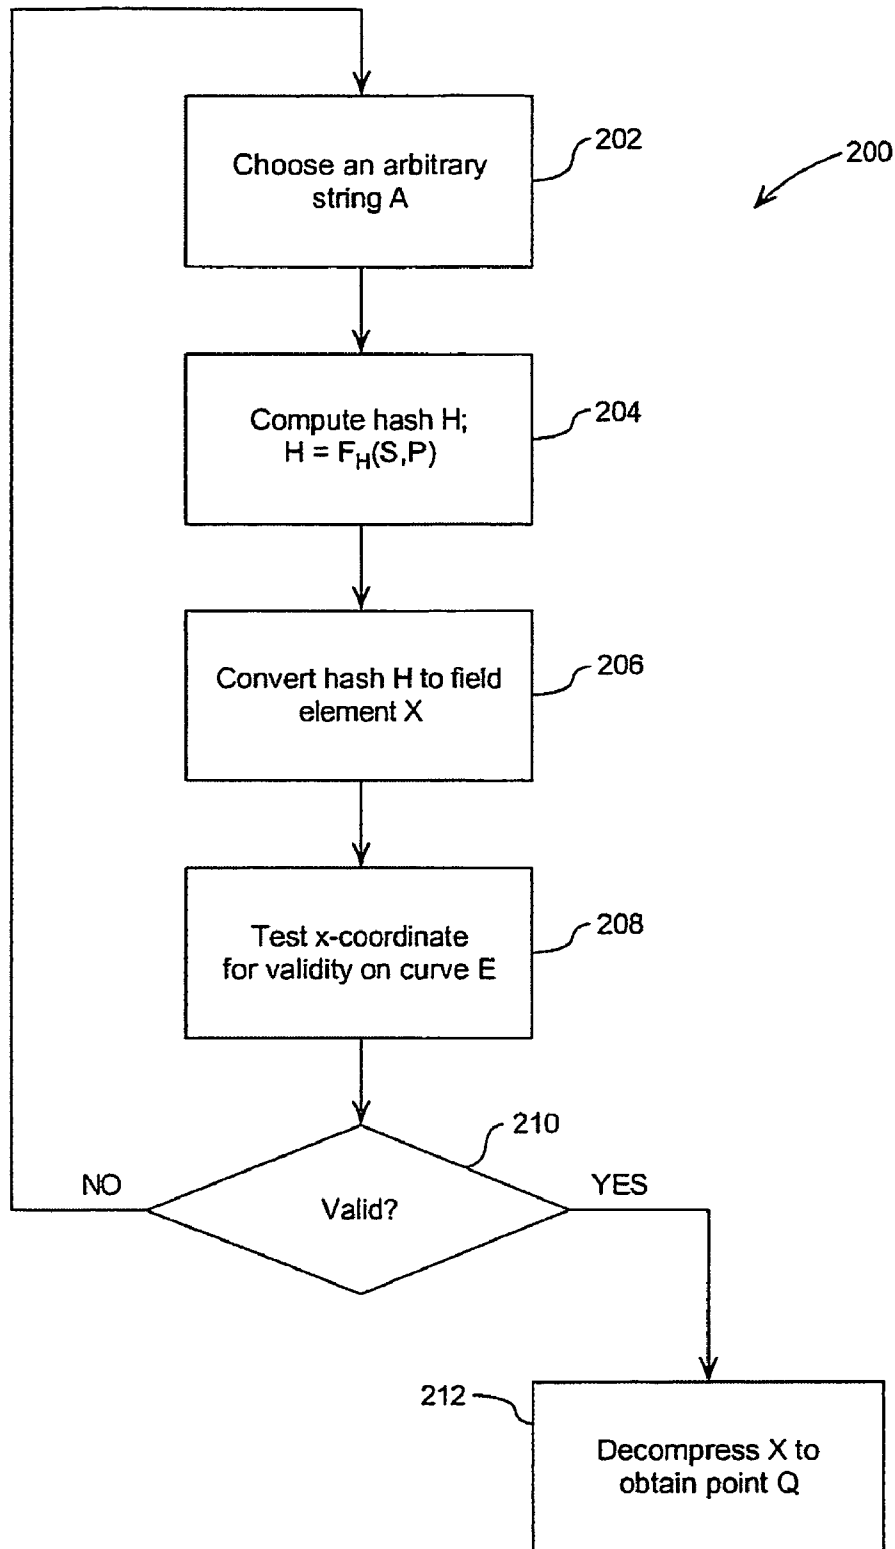 202
Choose an arbitrary
string A
200
204
Compute hash H;
H = F_H(S,P)
206
Convert hash H to field
element X
208
Test x-coordinate
for validity on curve E
210
NO
Valid?
YES
212
Decompress X to
obtain point Q